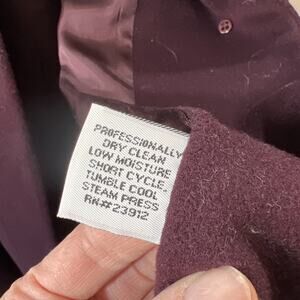 PROFESSIONALLY
DRY CLEAN
LOW MOISTURE
SHORT CYCLE.
TUMBLE COOL
STEAM PRESS
RN#23912